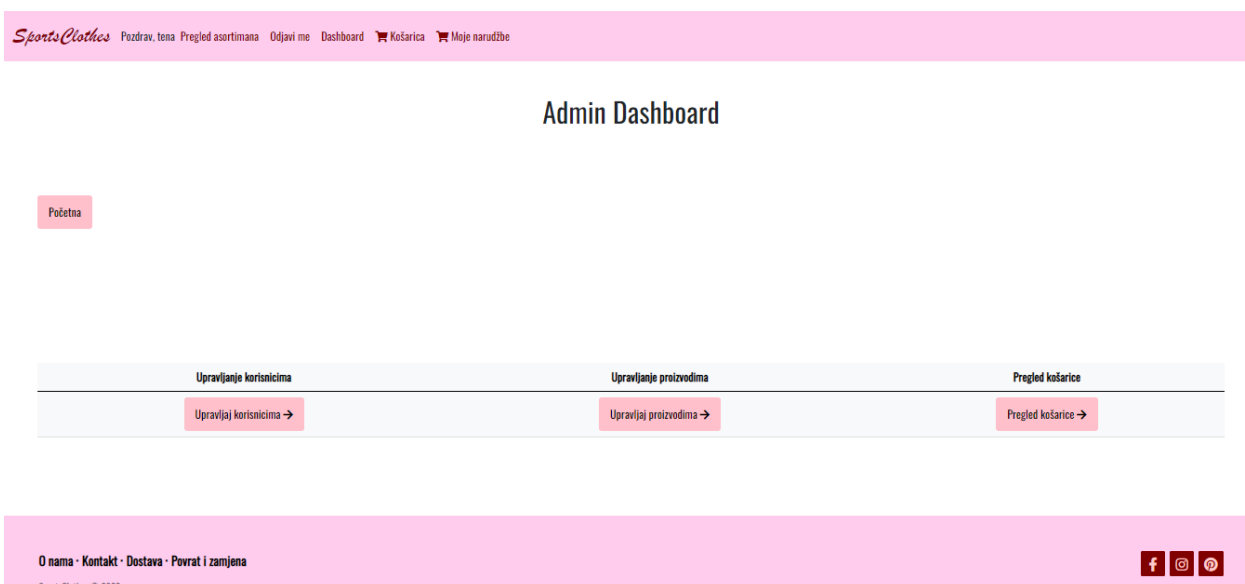 SportsClothes Pozdrav, tena Pregled asortimana Odjavi me Dashboard Košarica Moje narudžbe
Admin Dashboard
Početna
Upravljanje korisnicima Upravljanje proizvodima Pregled košarice
Upravljaj korisnicima → Upravljaj proizvodima → Pregled košarice →
O nama · Kontakt · Dostava · Povrat i zamjena